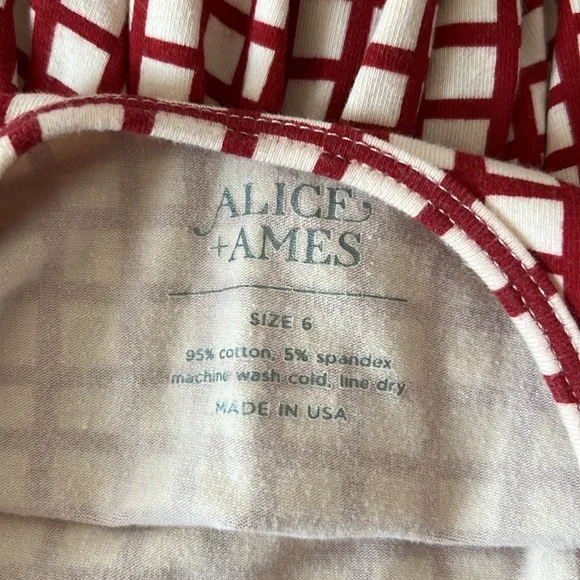 ALICE
+AMES
SIZE 6
95% cotton, 5% spandex
machine wash cold, line dry
MADE IN USA